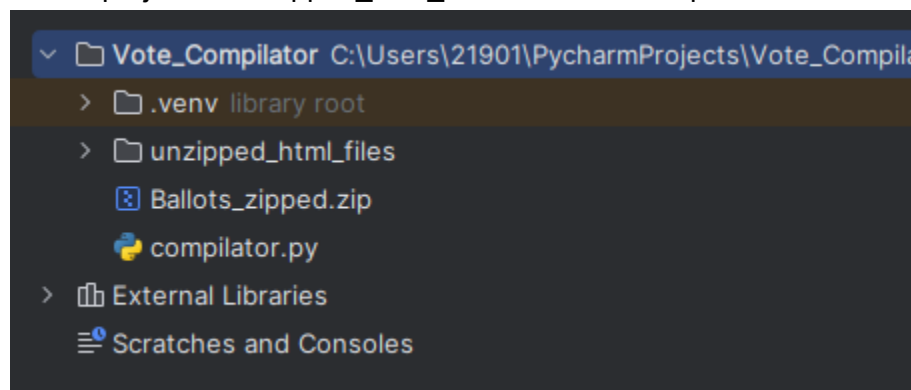 Vote_Compilator C:\Users\21901\PycharmProjects\Vote_Compila
.venv library root
unzipped_html_files
Ballots_zipped.zip
compilator.py
External Libraries
Scratches and Consoles